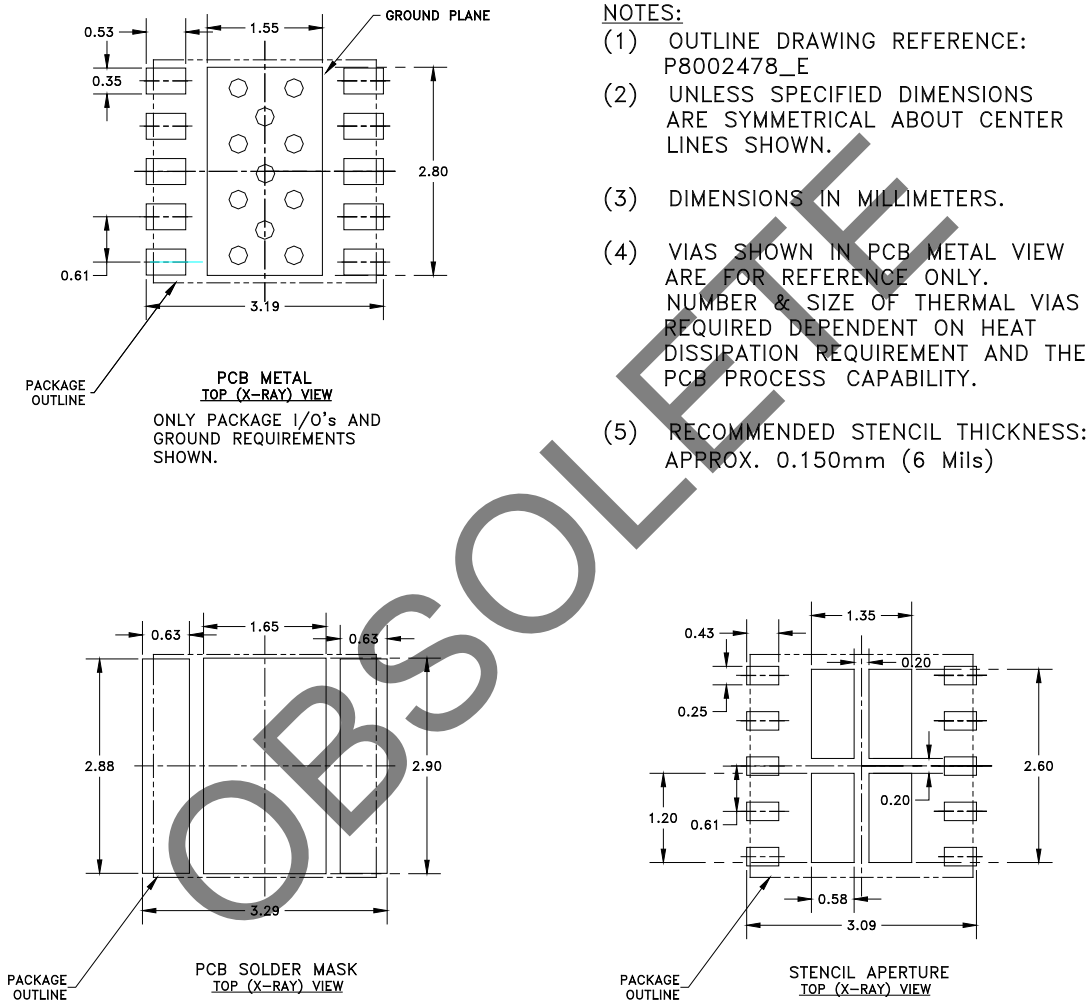 0.53
1.55
GROUND PLANE
0.35
2.80
0.61
3.19
PACKAGE
OUTLINE
PCB METAL
TOP (X-RAY) VIEW
ONLY PACKAGE I/O's AND
GROUND REQUIREMENTS
SHOWN.
NOTES:
(1) OUTLINE DRAWING REFERENCE:
P8002478_E
(2) UNLESS SPECIFIED DIMENSIONS
ARE SYMMETRICAL ABOUT CENTER
LINES SHOWN.
(3) DIMENSIONS IN MILLIMETERS.
(4) VIAS SHOWN IN PCB METAL VIEW
ARE FOR REFERENCE ONLY.
NUMBER & SIZE OF THERMAL VIAS
REQUIRED DEPENDENT ON HEAT
DISSIPATION REQUIREMENT AND THE
PCB PROCESS CAPABILITY.
(5) RECOMMENDED STENCIL THICKNESS:
APPROX. 0.150mm (6 Mils)
OBSOLETE
0.63
1.65
0.63
2.88
2.90
3.29
PACKAGE
OUTLINE
PCB SOLDER MASK
TOP (X-RAY) VIEW
1.35
0.43
0.20
0.25
2.60
0.20
1.20
0.61
0.58
3.09
PACKAGE
OUTLINE
STENCIL APERTURE
TOP (X-RAY) VIEW